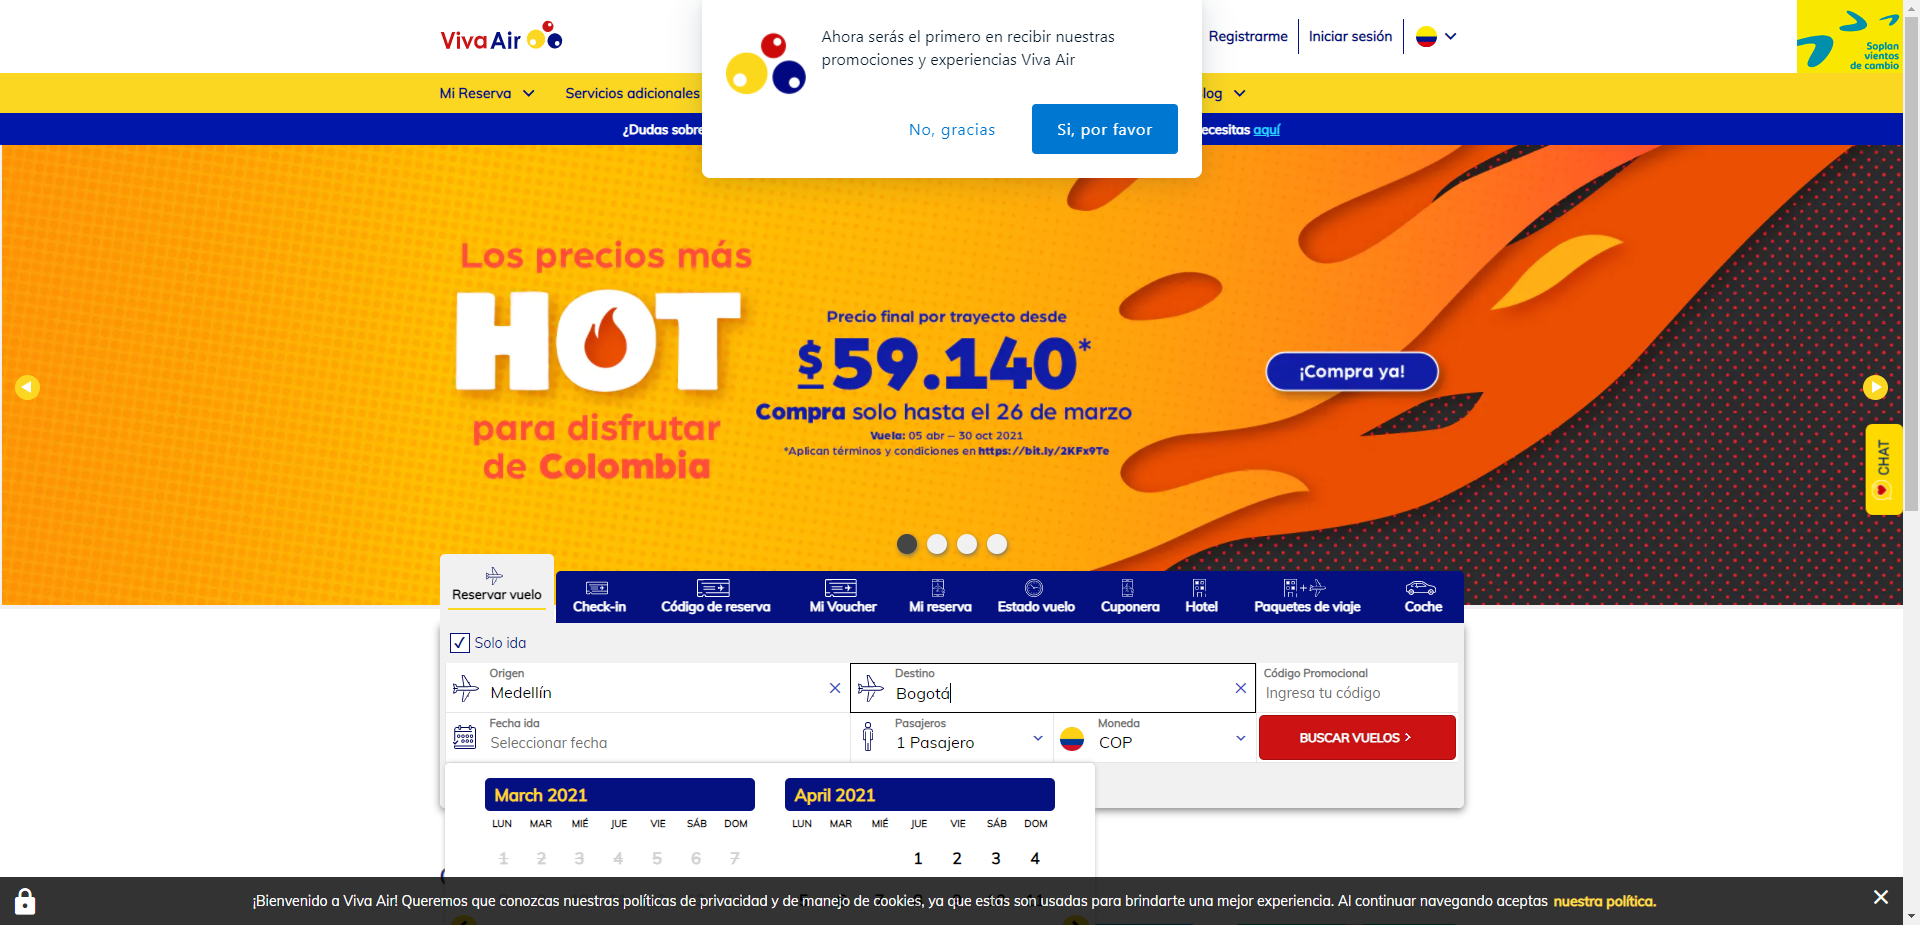 Viva Air
Ahora serás el primero en recibir nuestras
promociones y experiencias Viva Air
No, gracias
Si, por favor
Registrarme
Iniciar sesión
Soplan
vientos
de cambio
Mi Reserva
Servicios adicionales
log
¿Dudas sobre
ecesitas aquí
Los precios más
HOT
para disfrutar
de Colombia
Precio final por trayecto desde
$59.140*
Compra solo hasta el 26 de marzo
Vuela: 05 abr – 30 oct 2021
*Aplican términos y condiciones en https://bit.ly/2KFx9Te
¡Compra ya!
CHAT
Reservar vuelo
Check-in
Código de reserva
Mi Voucher
Mi reserva
Estado vuelo
Cuponera
Hotel
Paquetes de viaje
Coche
Solo ida
Origen
Medellín
Destino
Bogotá
Código Promocional
Ingresa tu código
Fecha ida
Seleccionar fecha
Pasajeros
1 Pasajero
Moneda
COP
BUSCAR VUELOS
March 2021
April 2021
LUN MAR MIÉ JUE VIE SÁB DOM
LUN MAR MIÉ JUE VIE SÁB DOM
1 2 3 4 5 6 7
1 2 3 4
¡Bienvenido a Viva Air! Queremos que conozcas nuestras políticas de privacidad y de manejo de cookies, ya que estas son usadas para brindarte una mejor experiencia. Al continuar navegando aceptas nuestra política.